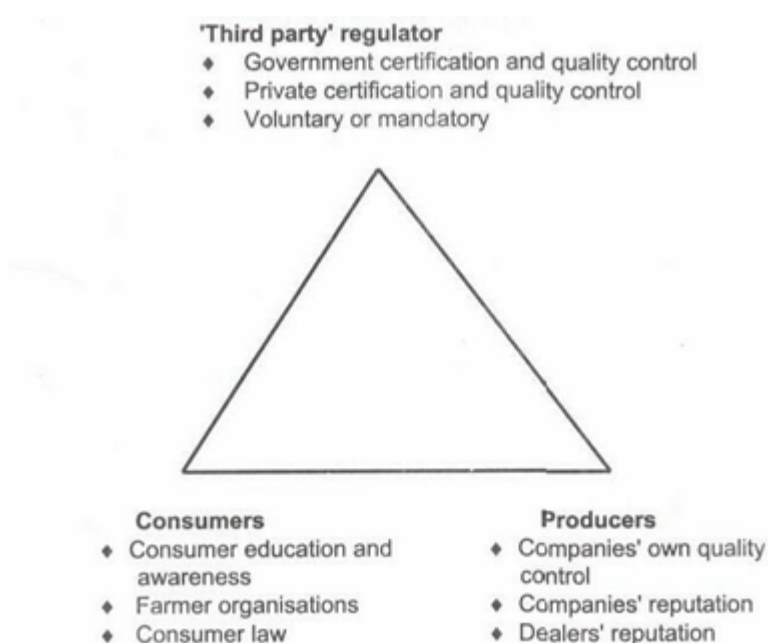 'Third party' regulator
♦ Government certification and quality control
♦ Private certification and quality control
♦ Voluntary or mandatory
Consumers
♦ Consumer education and
awareness
♦ Farmer organisations
♦ Consumer law
Producers
♦ Companies' own quality
control
♦ Companies' reputation
♦ Dealers' reputation